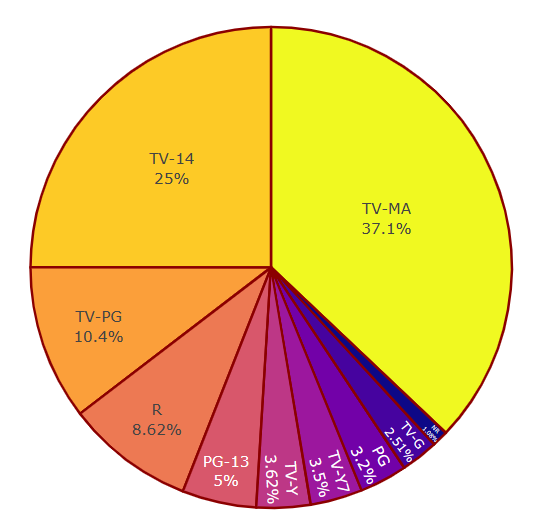 TV-14
25%
TV-MA
37.1%
TV-PG
10.4%
R
8.62%
PG-13
5%
TV-Y
3.62%
TV-Y7
3.5%
PG
3.2%
TV-G
2.51%
NR
1.08%